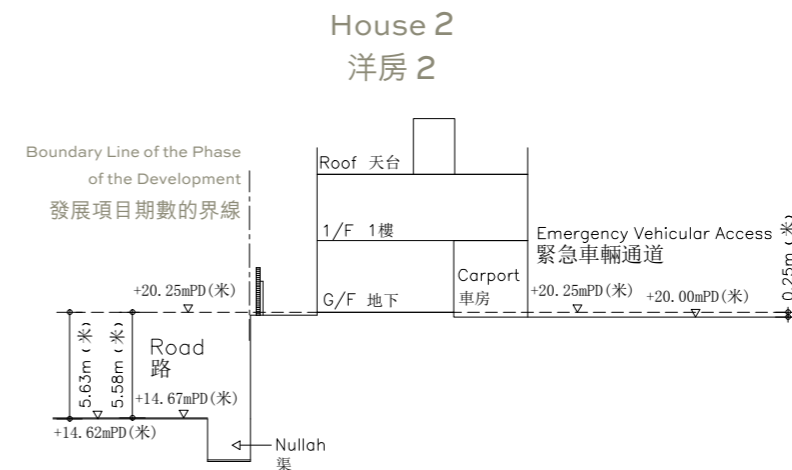 House 2
洋房 2
Boundary Line of the Phase
of the Development
發展項目期數的界線
Roof 天台
1/F 1樓
G/F 地下
Carport
車房
Emergency Vehicular Access
緊急車輛通道
+20.25mPD(米)
+20.25mPD(米)
+20.00mPD(米)
0.25m (米)
5.63m (米)
5.58m (米)
Road
路
+14.67mPD(米)
+14.62mPD(米)
Nullah
渠